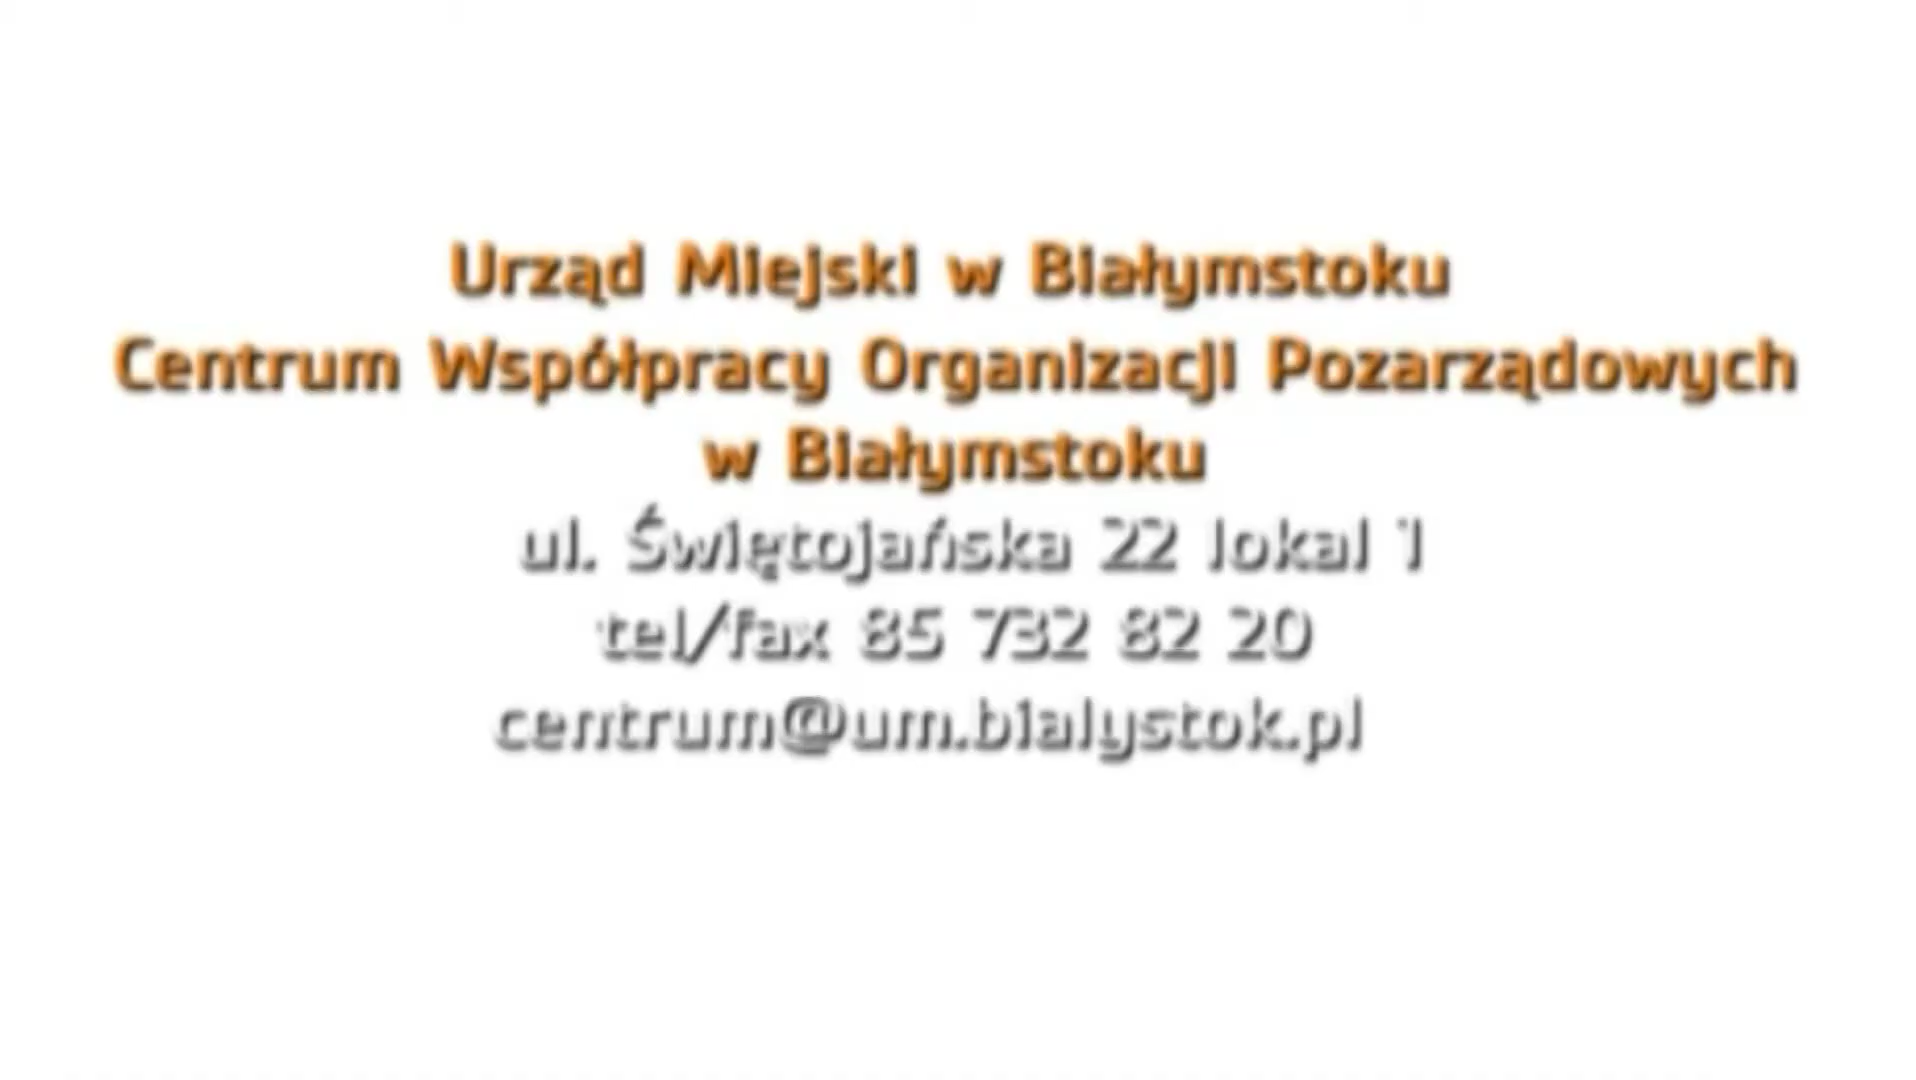 Urząd Miejski w Białymstoku
Centrum Współpracy Organizacji Pozarządowych
w Białymstoku
ul. Świętojańska 22 lokal 1
tel/fax 85 732 82 20
centrum@um.bialystok.pl